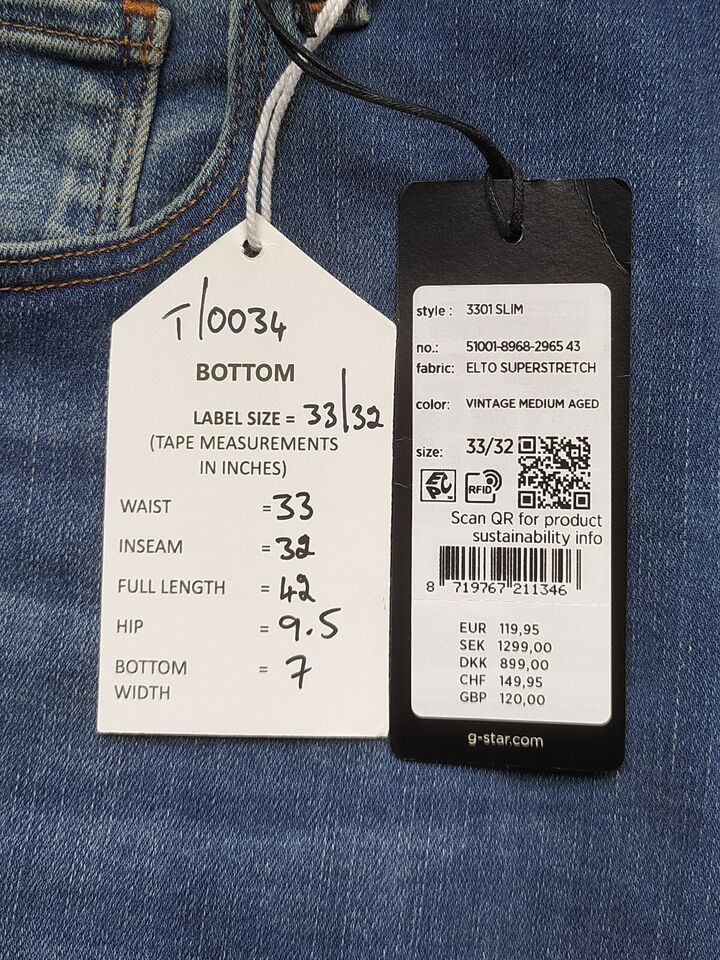 T/0034
BOTTOM
LABEL SIZE = 33/32
(TAPE MEASUREMENTS
IN INCHES)
WAIST = 33
INSEAM = 32
FULL LENGTH = 42
HIP = 9.5
BOTTOM = 7
WIDTH
style : 3301 SLIM
no.: 51001-8968-2965 43
fabric: ELTO SUPERSTRETCH
color: VINTAGE MEDIUM AGED
size: 33/32
RFID
Scan QR for product
sustainability info
8 719767 211346
EUR 119,95
SEK 1299,00
DKK 899,00
CHF 149,95
GBP 120,00
g-star.com